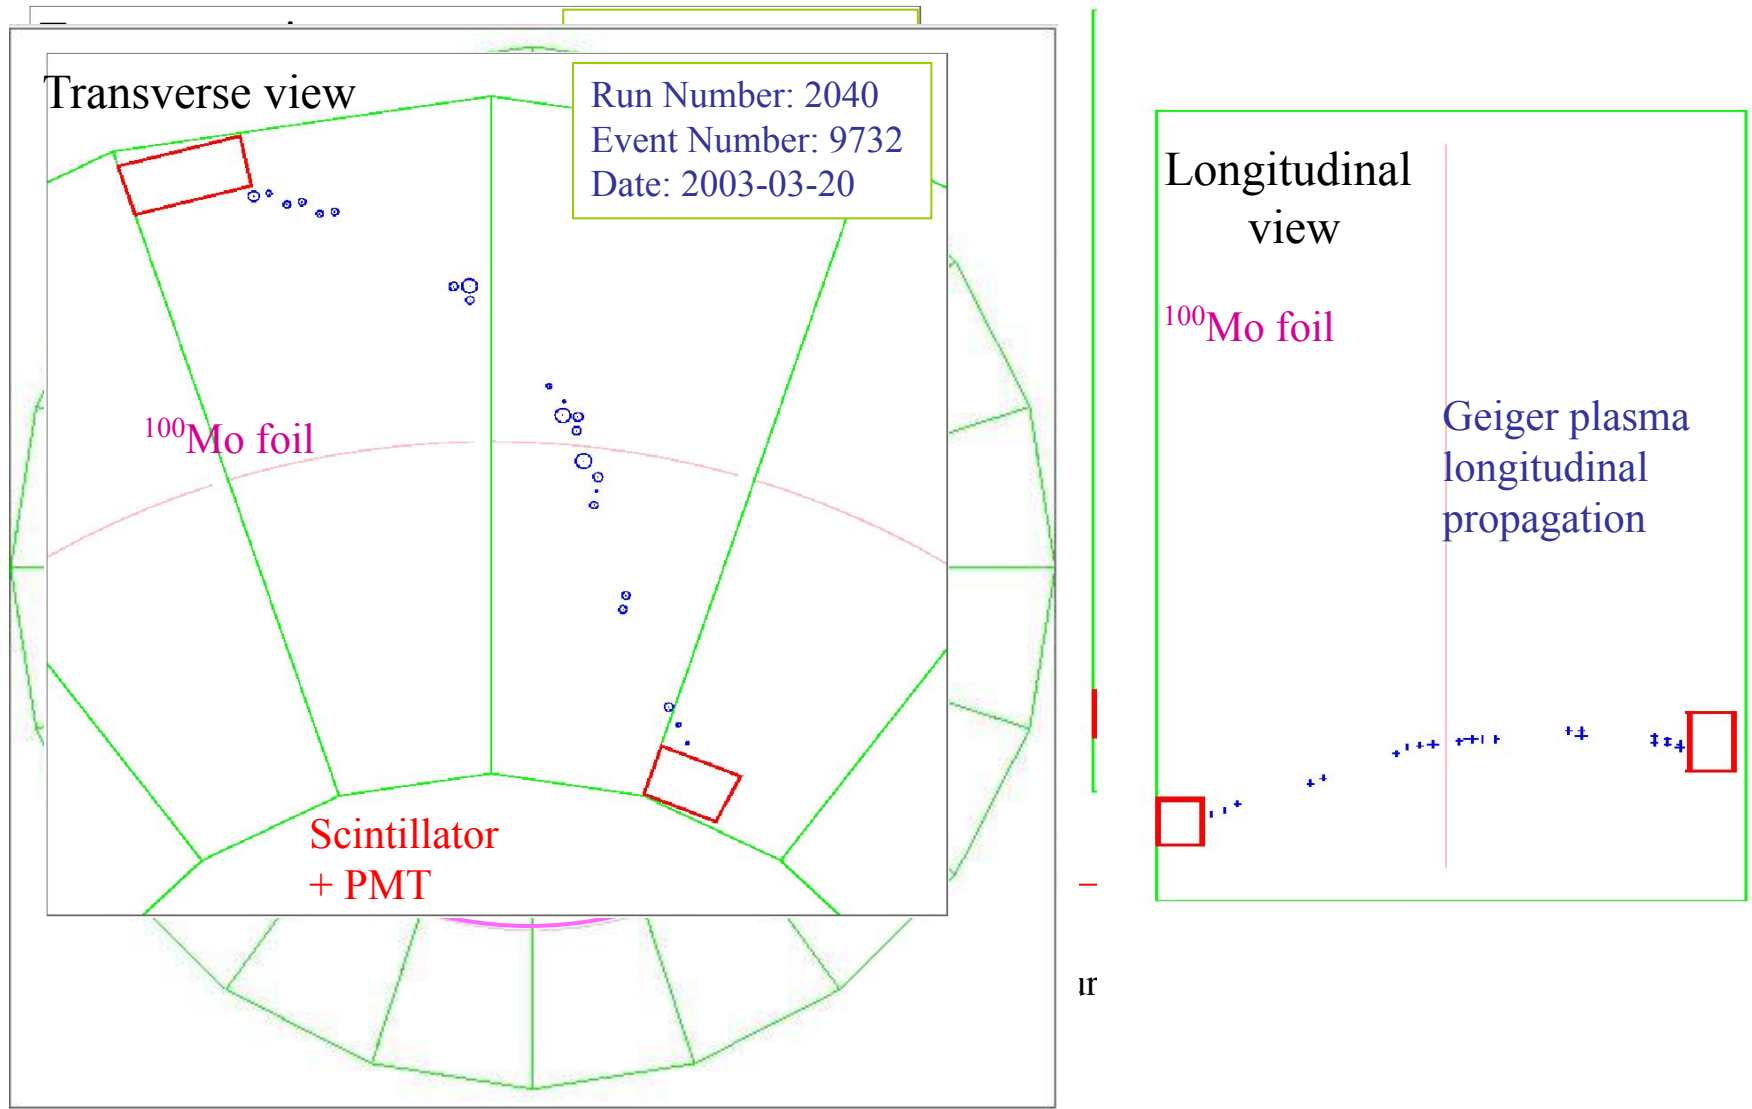 Transverse view
Run Number: 2040
Event Number: 9732
Date: 2003-03-20
¹⁰⁰Mo foil
Scintillator
+ PMT
Longitudinal
view
¹⁰⁰Mo foil
Geiger plasma
longitudinal
propagation